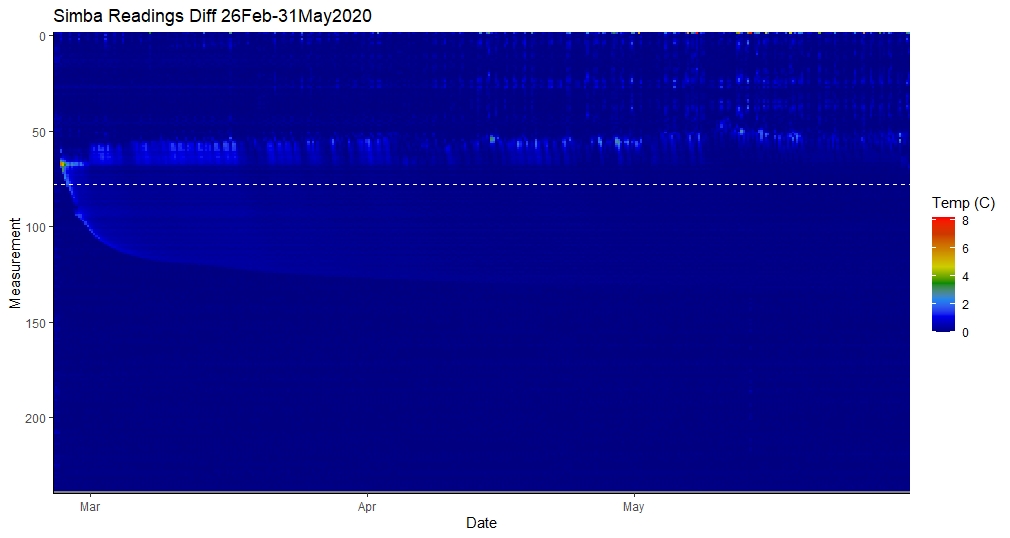 Simba Readings Diff 26Feb-31May2020
0
50
100
150
200
Measurement
Mar
Apr
May
Date
Temp (C)
8
6
4
2
0